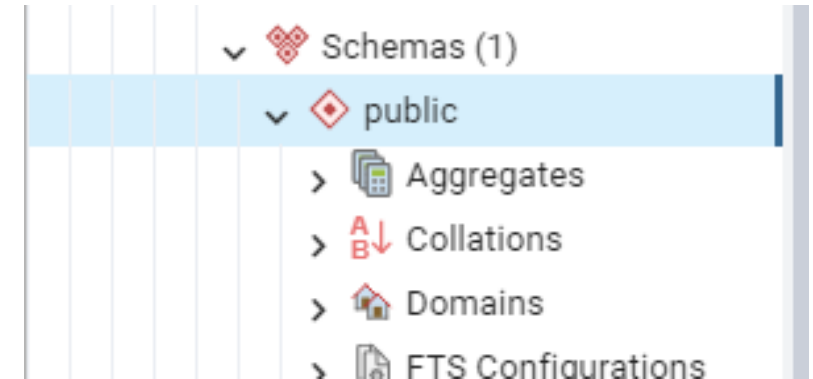 Schemas (1)
public
Aggregates
A
B
Collations
Domains
FTS Configurations